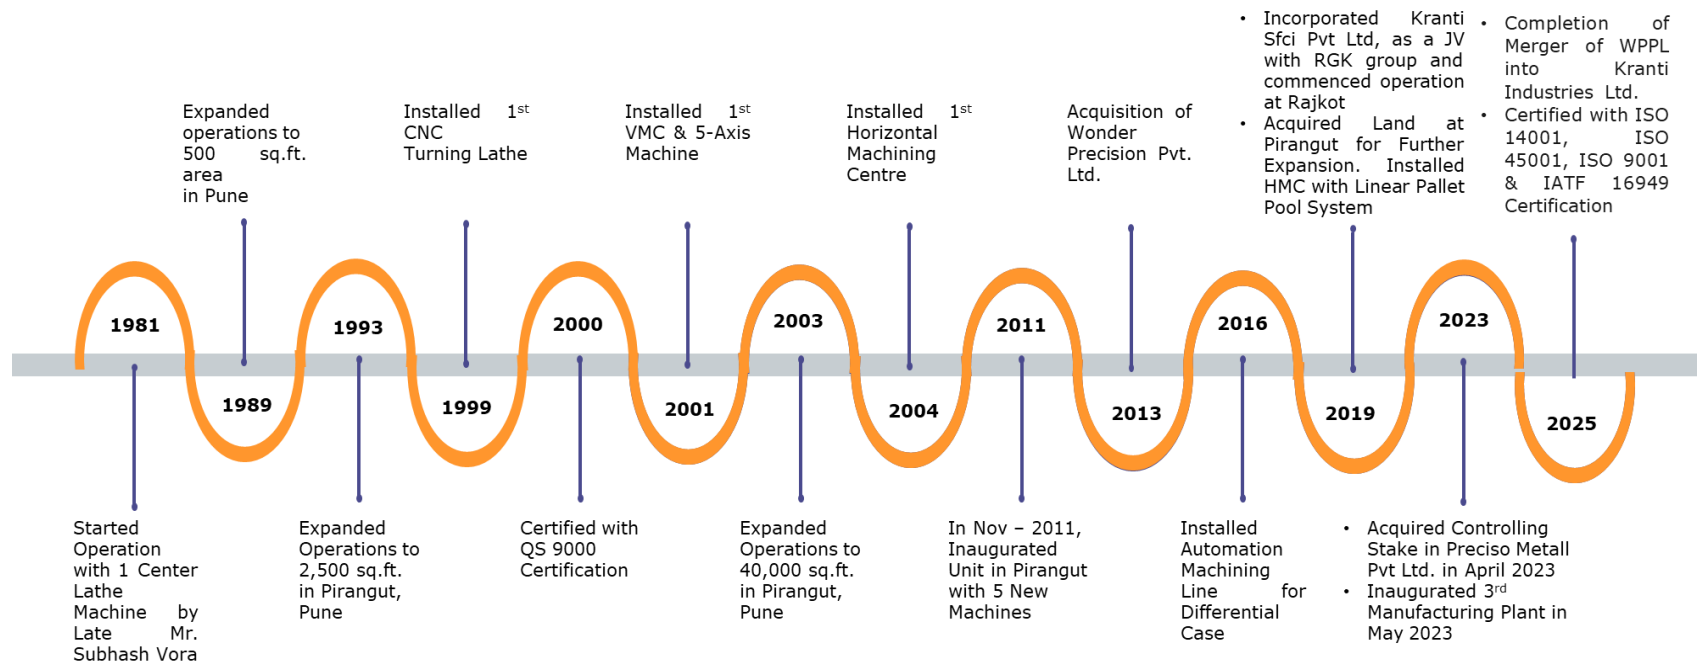 Expanded
operations to
500 sq.ft.
area
in Pune
Installed 1st
CNC
Turning Lathe
Installed 1st
VMC & 5-Axis
Machine
Installed 1st
Horizontal
Machining
Centre
Acquisition of
Wonder
Precision Pvt.
Ltd.
• Incorporated Kranti
Sfci Pvt Ltd, as a JV
with RGK group and
commenced operation
at Rajkot
• Acquired Land at
Pirangut for Further
Expansion. Installed
HMC with Linear Pallet
Pool System
• Completion of
Merger of WPPL
into Kranti
Industries Ltd.
• Certified with ISO
14001, ISO
45001, ISO 9001
& IATF 16949
Certification
1981
1989
1993
1999
2000
2001
2003
2004
2011
2013
2016
2019
2023
2025
Started
Operation
with 1 Center
Lathe
Machine by
Late Mr.
Subhash Vora
Expanded
Operations to
2,500 sq.ft.
in Pirangut,
Pune
Certified with
QS 9000
Certification
Expanded
Operations to
40,000 sq.ft.
in Pirangut,
Pune
In Nov – 2011,
Inaugurated
Unit in Pirangut
with 5 New
Machines
Installed
Automation
Machining
Line for
Differential
Case
• Acquired Controlling
Stake in Preciso Metall
Pvt Ltd. in April 2023
• Inaugurated 3rd
Manufacturing Plant in
May 2023